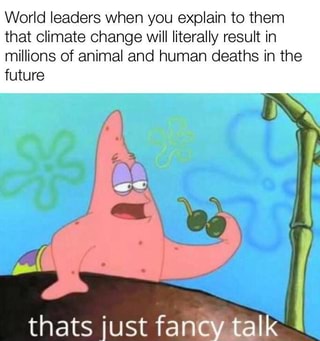 World leaders when you explain to them
that climate change will literally result in
millions of animal and human deaths in the
future
thats just fancy talk